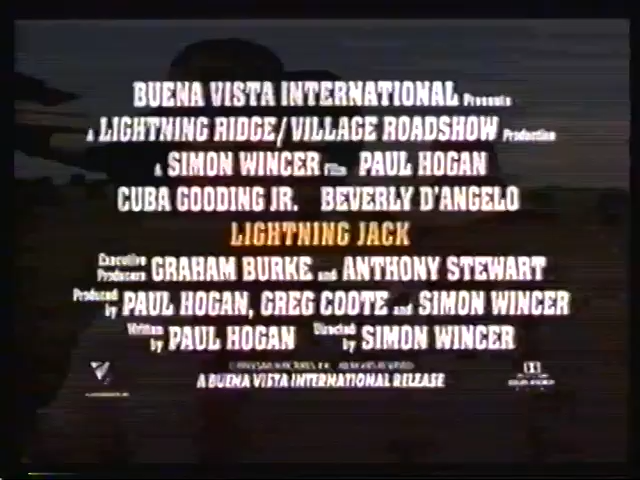 BUENA VISTA INTERNATIONAL Presents
A LIGHTNING RIDGE/VILLAGE ROADSHOW Production
A SIMON WINCER Film PAUL HOGAN
CUBA GOODING JR. BEVERLY D'ANGELO
LIGHTNING JACK
Executive Producers GRAHAM BURKE and ANTHONY STEWART
Produced by PAUL HOGAN, GREG COOTE and SIMON WINCER
Written by PAUL HOGAN Directed by SIMON WINCER
A BUENA VISTA INTERNATIONAL RELEASE